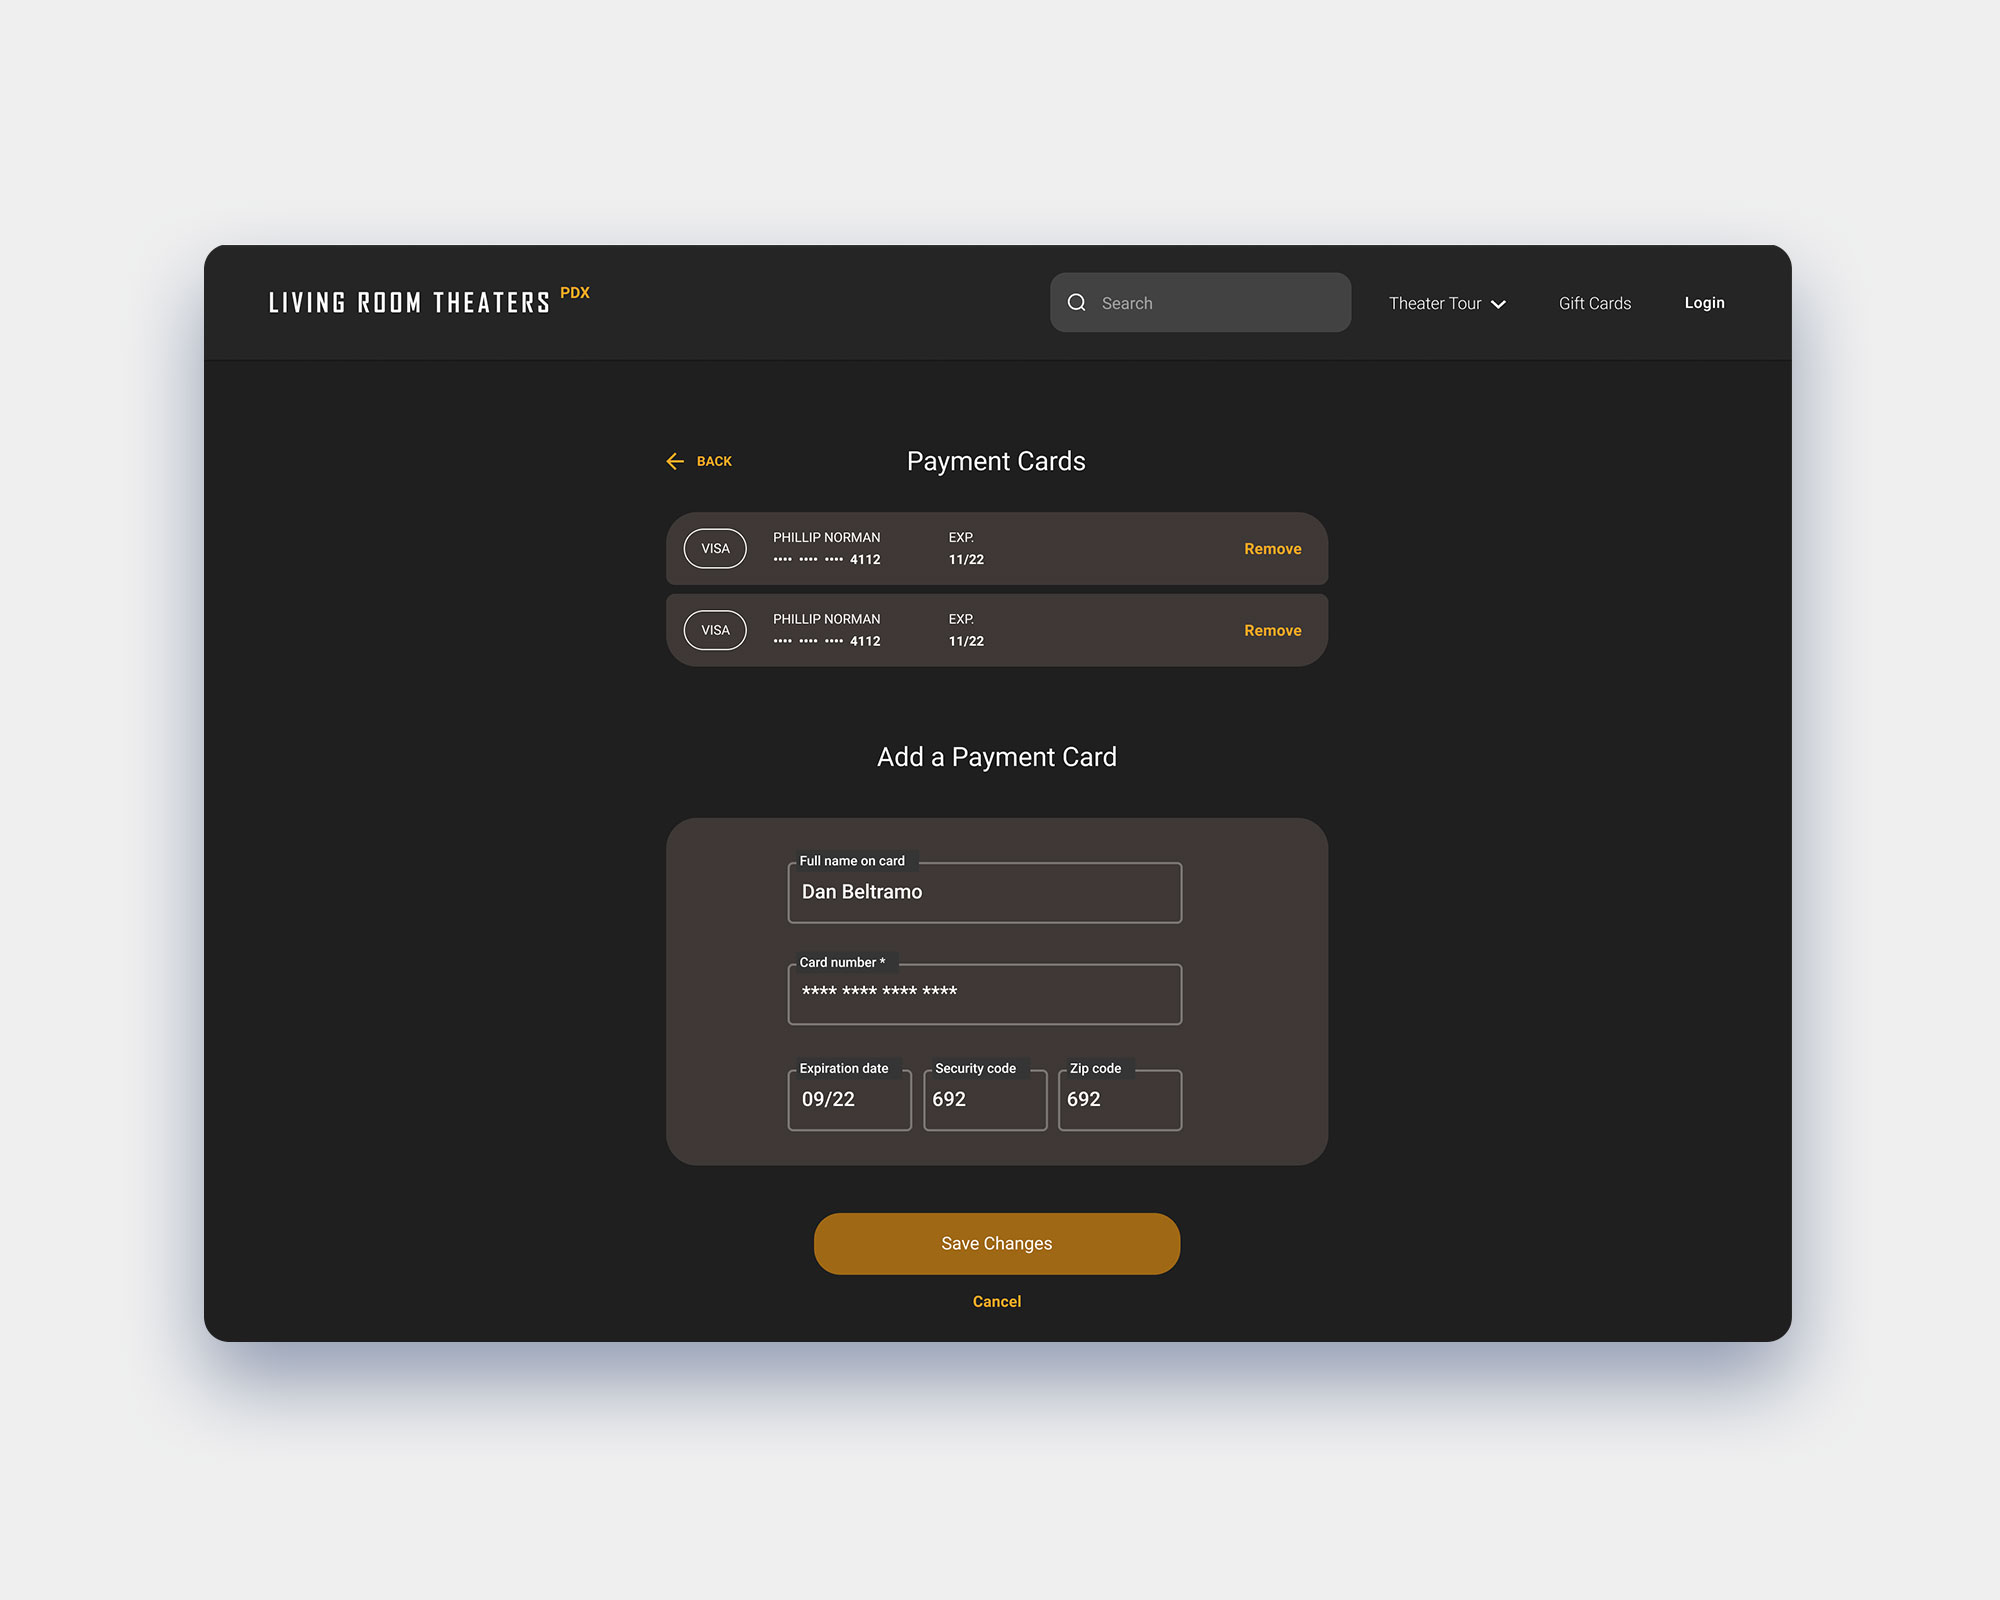 LIVING ROOM THEATERS PDX
Search
Theater Tour
Gift Cards
Login
BACK
Payment Cards
VISA
PHILLIP NORMAN
•••• •••• •••• 4112
EXP.
11/22
Remove
VISA
PHILLIP NORMAN
•••• •••• •••• 4112
EXP.
11/22
Remove
Add a Payment Card
Full name on card
Dan Beltramo
Card number *
**** **** **** ****
Expiration date
09/22
Security code
692
Zip code
692
Save Changes
Cancel